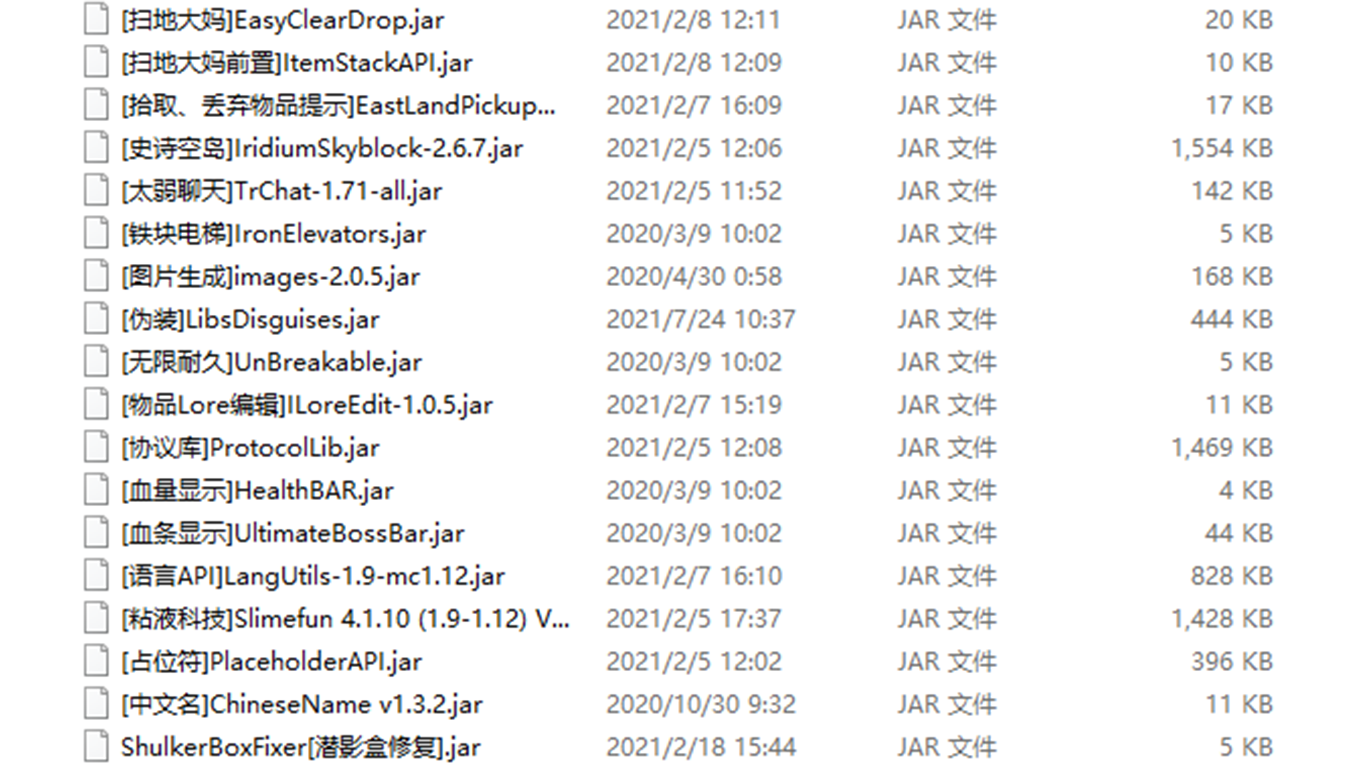 [扫地大妈]EasyClearDrop.jar 2021/2/8 12:11 JAR 文件 20 KB
[扫地大妈前置]ItemStackAPI.jar 2021/2/8 12:09 JAR 文件 10 KB
[拾取、丢弃物品提示]EastLandPickup... 2021/2/7 16:09 JAR 文件 17 KB
[史诗空岛]IridiumSkyblock-2.6.7.jar 2021/2/5 12:06 JAR 文件 1,554 KB
[太弱聊天]TrChat-1.71-all.jar 2021/2/5 11:52 JAR 文件 142 KB
[铁块电梯]IronElevators.jar 2020/3/9 10:02 JAR 文件 5 KB
[图片生成]images-2.0.5.jar 2020/4/30 0:58 JAR 文件 168 KB
[伪装]LibsDisguises.jar 2021/7/24 10:37 JAR 文件 444 KB
[无限耐久]UnBreakable.jar 2020/3/9 10:02 JAR 文件 5 KB
[物品Lore编辑]ILoreEdit-1.0.5.jar 2021/2/7 15:19 JAR 文件 11 KB
[协议库]ProtocolLib.jar 2021/2/5 12:08 JAR 文件 1,469 KB
[血量显示]HealthBAR.jar 2020/3/9 10:02 JAR 文件 4 KB
[血条显示]UltimateBossBar.jar 2020/3/9 10:02 JAR 文件 44 KB
[语言API]LangUtils-1.9-mc1.12.jar 2021/2/7 16:10 JAR 文件 828 KB
[粘液科技]Slimefun 4.1.10 (1.9-1.12) V... 2021/2/5 17:37 JAR 文件 1,428 KB
[占位符]PlaceholderAPI.jar 2021/2/5 12:02 JAR 文件 396 KB
[中文名]ChineseName v1.3.2.jar 2020/10/30 9:32 JAR 文件 11 KB
ShulkerBoxFixer[潜影盒修复].jar 2021/2/18 15:44 JAR 文件 5 KB